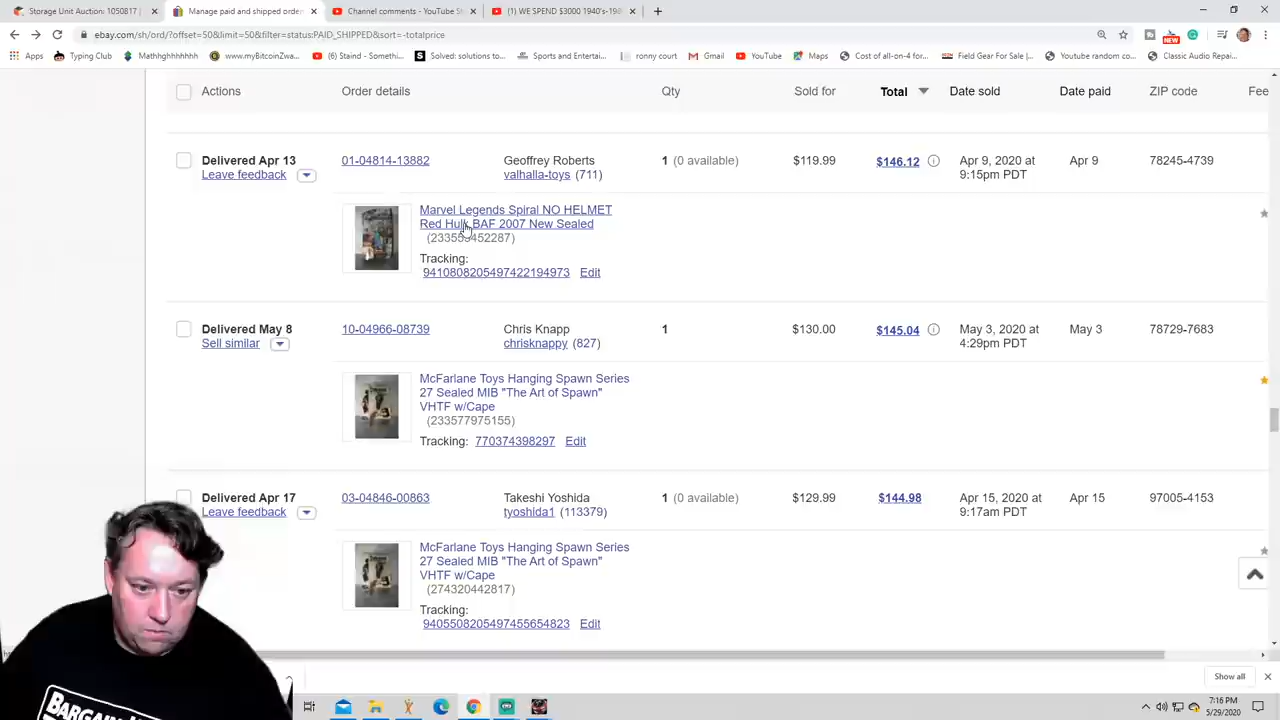 Storage Unit Auction: 1050817
Manage paid and shipped order
Channel comments - YouTube St
(1) WE SPEND $3000 1940's-198
ebay.com/sh/ord/?offset=50&limit=50&filter=status:PAID_SHIPPED&sort=-totalprice
Apps
Typing Club
Mathhghhhhhhh
www.myBitcoinZwa...
(6) Staind - Somethi...
Solved: solutions to...
Sports and Entertai...
ronny court
Gmail
YouTube
Maps
Cost of all-on-4 for...
Field Gear For Sale |...
Youtube random co...
Classic Audio Repai...
Actions Order details Qty Sold for Total Date sold Date paid ZIP code Fee
Delivered Apr 13 01-04814-13882 Geoffrey Roberts 1 (0 available) $119.99 $146.12 Apr 9, 2020 at Apr 9 78245-4739
Leave feedback valhalla-toys (711) 9:15pm PDT
Marvel Legends Spiral NO HELMET
Red Hulk BAF 2007 New Sealed
(233553452287)
Tracking:
9410808205497422194973 Edit
Delivered May 8 10-04966-08739 Chris Knapp 1 $130.00 $145.04 May 3, 2020 at May 3 78729-7683
Sell similar chrisknappy (827) 4:29pm PDT
McFarlane Toys Hanging Spawn Series
27 Sealed MIB "The Art of Spawn"
VHTF w/Cape
(233577975155)
Tracking: 770374398297 Edit
Delivered Apr 17 03-04846-00863 Takeshi Yoshida 1 (0 available) $129.99 $144.98 Apr 15, 2020 at Apr 15 97005-4153
Leave feedback tyoshida1 (113379) 9:17am PDT
McFarlane Toys Hanging Spawn Series
27 Sealed MIB "The Art of Spawn"
VHTF w/Cape
(274320442817)
Tracking:
9405508205497455654823 Edit
Show all
BARGAIN
7:16 PM
5/29/2020